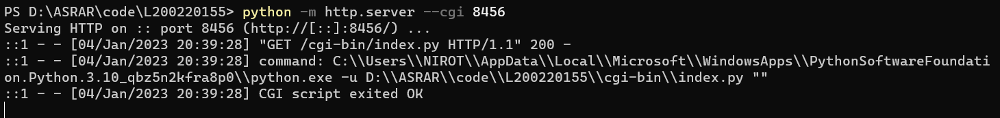 PS D:\ASRAR\code\L200220155> python -m http.server --cgi 8456
Serving HTTP on :: port 8456 (http://[::]:8456/) ...
::1 - - [04/Jan/2023 20:39:28] "GET /cgi-bin/index.py HTTP/1.1" 200 -
::1 - - [04/Jan/2023 20:39:28] command: C:\\Users\\NIROT\\AppData\\Local\\Microsoft\\WindowsApps\\PythonSoftwareFoundati
on.Python.3.10_qbz5n2kfra8p0\\python.exe -u D:\\ASRAR\\code\\L200220155\\cgi-bin\\index.py ""
::1 - - [04/Jan/2023 20:39:28] CGI script exited OK